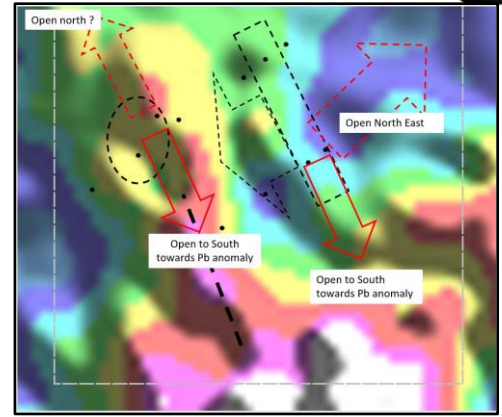 Open north ?
Open North East
Open to South
towards Pb anomaly
Open to South
towards Pb anomaly